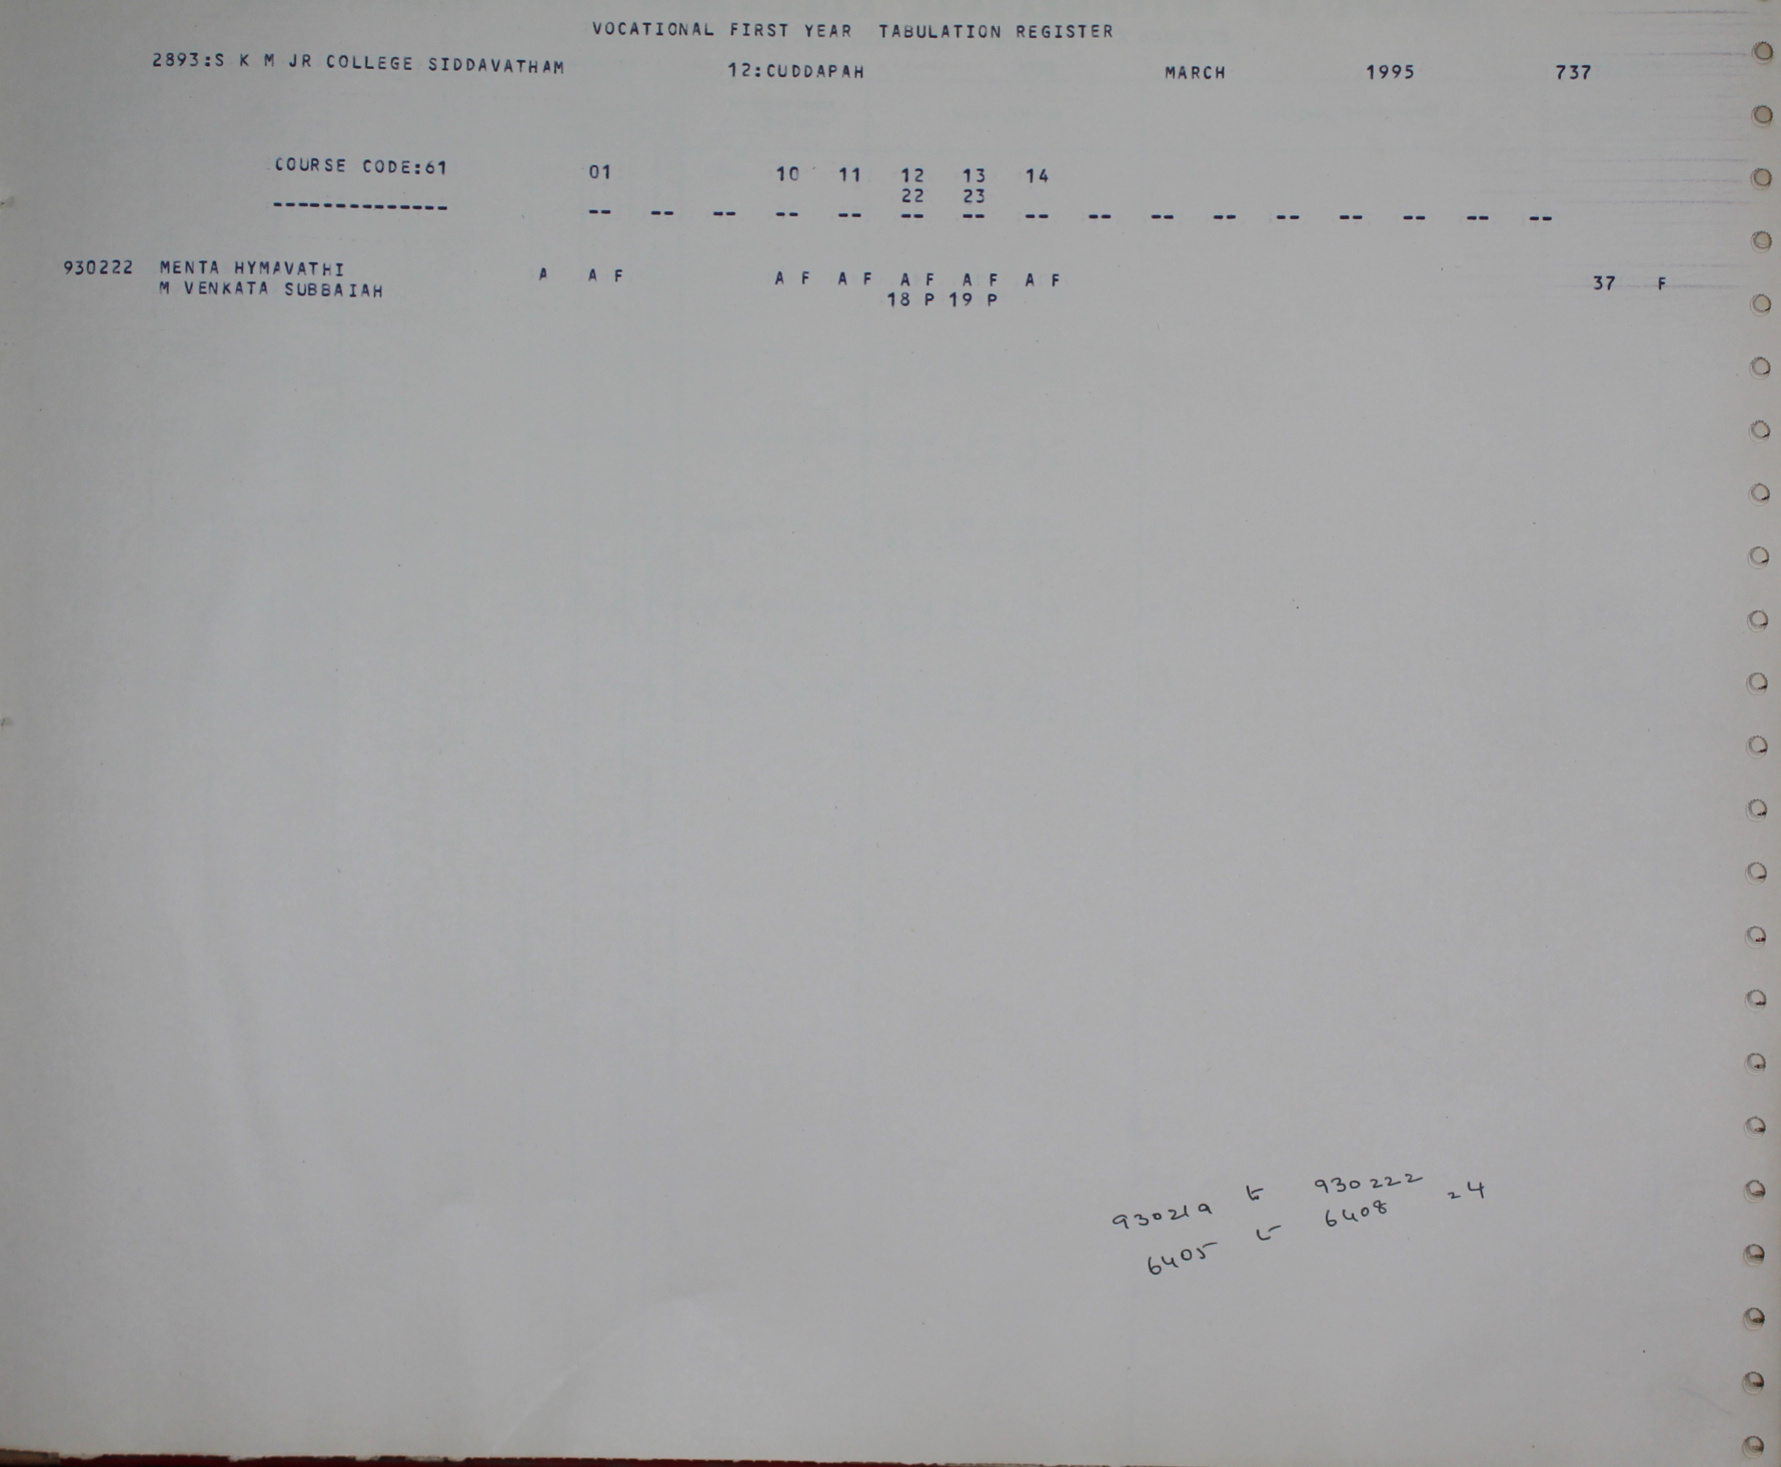 VOCATIONAL FIRST YEAR TABULATION REGISTER
2893:S K M JR COLLEGE SIDDAVATHAM 12:CUDDAPAH MARCH 1995 737
COURSE CODE:61 01 10 11 12 13 14
22 23
-------------- -- -- -- -- -- -- -- -- -- -- -- -- -- -- -- --
930222 MENTA HYMAVATHI A A F A F A F A F A F A F 37 F
M VENKATA SUBBAIAH 18 P 19 P
930219 to 930222
6405 to 6408 = 4